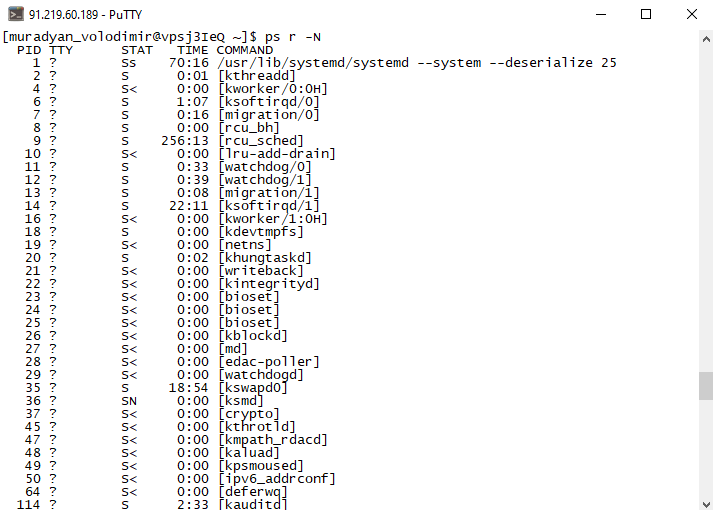 91.219.60.189 - PuTTY
[muradyan_volodimir@vpsj3IeQ ~]$ ps r -N
PID TTY STAT TIME COMMAND
1 ? Ss 70:16 /usr/lib/systemd/systemd --system --deserialize 25
2 ? S 0:01 [kthreadd]
4 ? S< 0:00 [kworker/0:0H]
6 ? S 1:07 [ksoftirqd/0]
7 ? S 0:16 [migration/0]
8 ? S 0:00 [rcu_bh]
9 ? S 256:13 [rcu_sched]
10 ? S< 0:00 [lru-add-drain]
11 ? S 0:33 [watchdog/0]
12 ? S 0:39 [watchdog/1]
13 ? S 0:08 [migration/1]
14 ? S 22:11 [ksoftirqd/1]
16 ? S< 0:00 [kworker/1:0H]
18 ? S 0:00 [kdevtmpfs]
19 ? S< 0:00 [netns]
20 ? S 0:02 [khungtaskd]
21 ? S< 0:00 [writeback]
22 ? S< 0:00 [kintegrityd]
23 ? S< 0:00 [bioset]
24 ? S< 0:00 [bioset]
25 ? S< 0:00 [bioset]
26 ? S< 0:00 [kblockd]
27 ? S< 0:00 [md]
28 ? S< 0:00 [edac-poller]
29 ? S< 0:00 [watchdogd]
35 ? S 18:54 [kswapd0]
36 ? SN 0:00 [ksmd]
37 ? S< 0:00 [crypto]
45 ? S< 0:00 [kthrotld]
47 ? S< 0:00 [kmpath_rdacd]
48 ? S< 0:00 [kaluad]
49 ? S< 0:00 [kpsmoused]
50 ? S< 0:00 [ipv6_addrconf]
64 ? S< 0:00 [deferwq]
114 ? S 2:33 [kauditd]